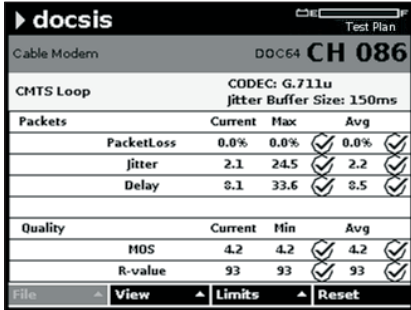 docsis
E F
Test Plan
Cable Modem DOC64 CH 086
CMTS Loop
CODEC: G.711u
Jitter Buffer Size: 150ms
Packets Current Max Avg
PacketLoss 0.0% 0.0% 0.0%
Jitter 2.1 24.5 2.2
Delay 8.1 33.6 8.5
Quality Current Min Avg
MOS 4.2 4.2 4.2
R-value 93 93 93
File View Limits Reset